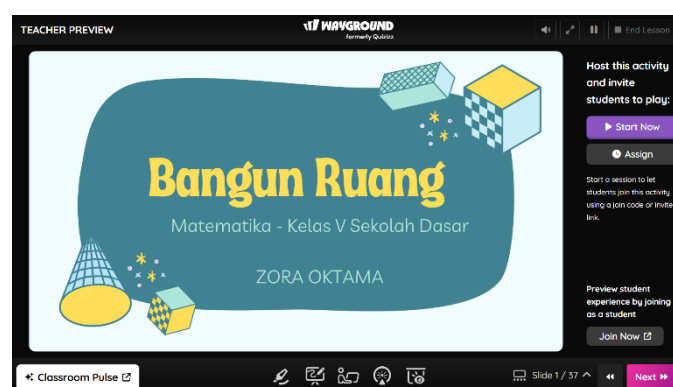 TEACHER PREVIEW
WAYGROUND
formerly Quizizz
End Lesson
Bangun Ruang
Matematika - Kelas V Sekolah Dasar
ZORA OKTAMA
Host this activity
and invite
students to play:
Start Now
Assign
Start a session to let
students join this activity
using a join code or invite
link.
Preview student
experience by joining
as a student
Join Now
Classroom Pulse
Slide 1 / 37
Next